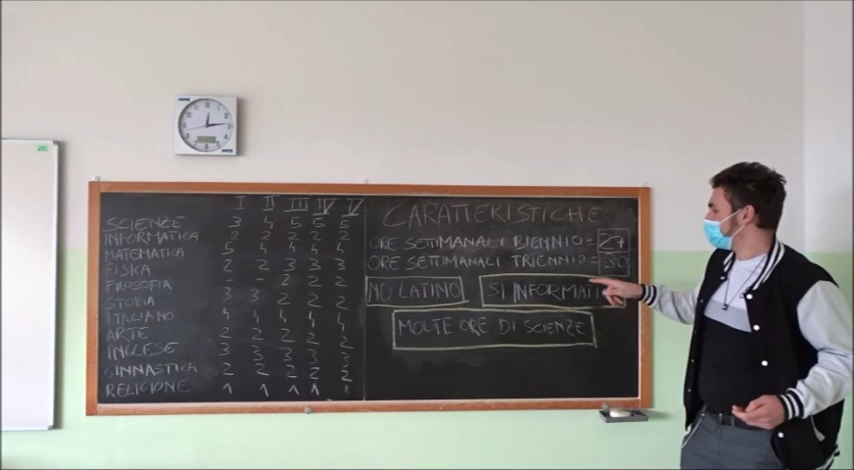 I II III IV V
SCIENZE 3 4 5 5 5
INFORMATICA 2 2 2 2 2
MATEMATICA 5 4 4 4 4
FISICA 2 2 3 3 3
FILOSOFIA - - 2 2 2
STORIA 3 3 2 2 2
ITALIANO 4 4 4 4 4
ARTE 2 2 2 2 2
INGLESE 3 3 3 3 3
GINNASTICA 2 2 2 2 2
RELIGIONE 1 1 1 1 1
CARATTERISTICHE
ORE SETTIMANALI BIENNIO = 27
ORE SETTIMANALI TRIENNIO = 30
NO LATINO
SI INFORMATI
MOLTE ORE DI SCIENZE